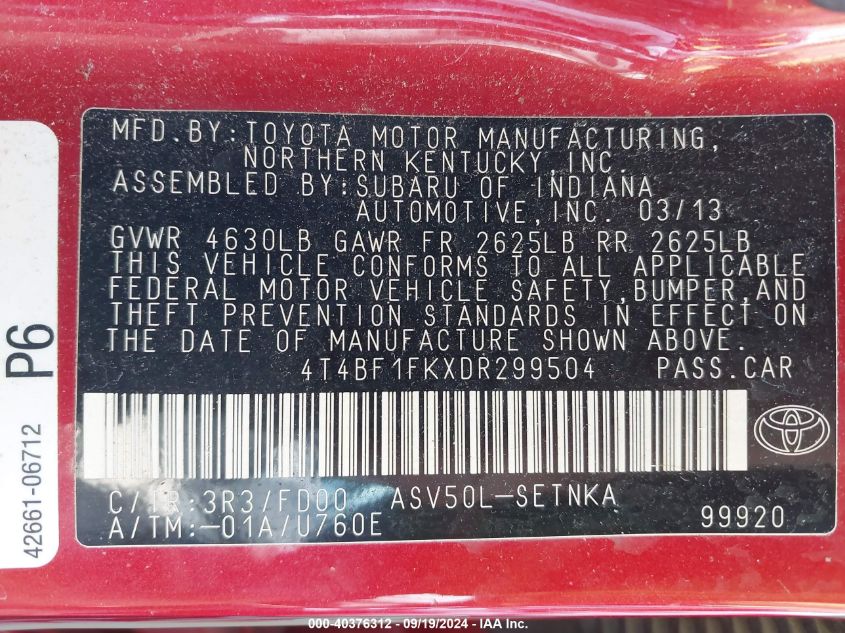 MFD.BY:TOYOTA MOTOR MANUFACTURING,
NORTHERN KENTUCKY,INC.
ASSEMBLED BY:SUBARU OF INDIANA
AUTOMOTIVE,INC. 03/13
GVWR 4630LB GAWR FR 2625LB RR 2625LB
THIS VEHICLE CONFORMS TO ALL APPLICABLE
FEDERAL MOTOR VEHICLE SAFETY,BUMPER,AND
THEFT PREVENTION STANDARDS IN EFFECT ON
THE DATE OF MANUFACTURE SHOWN ABOVE.
4T4BF1FKXDR299504 PASS.CAR
C/TR:3R3/FD00 ASV50L-SETNKA
A/TM:-01A/U760E 99920
P6
42661-06712
000-40376312 - 09/19/2024 - IAA Inc.